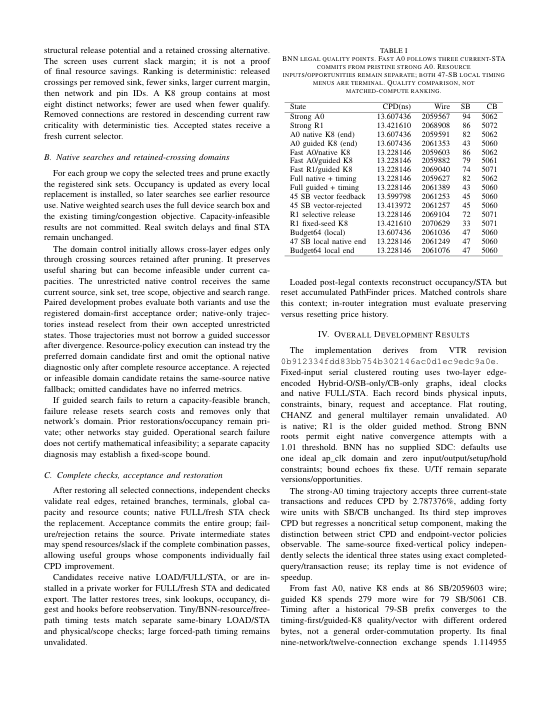 structural release potential and a retained crossing alternative.
The screen uses current slack margin; it is not a proof
of final resource savings. Ranking is deterministic: released
crossings per removed sink, fewer sinks, larger current margin,
then network and pin IDs. A K8 group contains at most
eight distinct networks; fewer are used when fewer qualify.
Removed connections are restored in descending current raw
criticality with deterministic ties. Accepted states receive a
fresh current selector.
B. Native searches and retained-crossing domains
For each group we copy the selected trees and prune exactly
the registered sink sets. Occupancy is updated as every local
replacement is installed, so later searches see earlier resource
use. Native weighted search uses the full device search box and
the existing timing/congestion objective. Capacity-infeasible
results are not committed. Real switch delays and final STA
remain unchanged.
The domain control initially allows cross-layer edges only
through crossing sources retained after pruning. It preserves
useful sharing but can become infeasible under current ca-
pacities. The unrestricted native control receives the same
current source, sink set, tree scope, objective and search range.
Paired development probes evaluate both variants and use the
registered domain-first acceptance order; native-only trajec-
tories instead reselect from their own accepted unrestricted
states. Those trajectories must not borrow a guided successor
after divergence. Resource-policy execution can instead try the
preferred domain candidate first and omit the optional native
diagnostic only after complete resource acceptance. A rejected
or infeasible domain candidate retains the same-source native
fallback; omitted candidates have no inferred metrics.
If guided search fails to return a capacity-feasible branch,
failure release resets search costs and removes only that
network's domain. Prior restorations/occupancy remain pri-
vate; other networks stay guided. Operational search failure
does not certify mathematical infeasibility; a separate capacity
diagnosis may establish a fixed-scope bound.
C. Complete checks, acceptance and restoration
After restoring all selected connections, independent checks
validate real edges, retained branches, terminals, global ca-
pacity and resource counts; native FULL/fresh STA check
the replacement. Acceptance commits the entire group; fail-
ure/rejection retains the source. Private intermediate states
may spend resources/slack if the complete combination passes,
allowing useful groups whose components individually fail
CPD improvement.
Candidates receive native LOAD/FULL/STA, or are in-
stalled in a private worker for FULL/fresh STA and dedicated
export. The latter restores trees, sink lookups, occupancy, di-
gest and hooks before reobservation. Tiny/BNN-resource/free-
path timing tests match separate same-binary LOAD/STA
and physical/scope checks; large forced-path timing remains
unvalidated.
TABLE I
BNN LEGAL QUALITY POINTS. FAST A0 FOLLOWS THREE CURRENT-STA
COMMITS FROM PRISTINE STRONG A0. RESOURCE
INPUTS/OPPORTUNITIES REMAIN SEPARATE; BOTH 47-SB LOCAL TIMING
MENUS ARE TERMINAL. QUALITY COMPARISON, NOT
MATCHED-COMPUTE RANKING.
State CPD(ns) Wire SB CB
Strong A0 13.607436 2059567 94 5062
Strong R1 13.421610 2068908 86 5072
A0 native K8 (end) 13.607436 2059591 82 5062
A0 guided K8 (end) 13.607436 2061353 43 5060
Fast A0/native K8 13.228146 2059603 86 5062
Fast A0/guided K8 13.228146 2059882 79 5061
Fast R1/guided K8 13.228146 2069040 74 5071
Full native + timing 13.228146 2059627 82 5062
Full guided + timing 13.228146 2061389 43 5060
45 SB vector feedback 13.599798 2061253 45 5060
45 SB vector-rejected 13.413972 2061257 45 5060
R1 selective release 13.228146 2069104 72 5071
R1 fixed-seed K8 13.421610 2070629 33 5071
Budget64 (local) 13.607436 2061036 47 5060
47 SB local native end 13.228146 2061249 47 5060
Budget64 local end 13.228146 2061076 47 5060
Loaded post-legal contexts reconstruct occupancy/STA but
reset accumulated PathFinder prices. Matched controls share
this context; in-router integration must evaluate preserving
versus resetting price history.
IV. OVERALL DEVELOPMENT RESULTS
The implementation derives from VTR revision
0b912334fdd83bb754b302146ac0d1ec9edc9a0e.
Fixed-input serial clustered routing uses two-layer edge-
encoded Hybrid-O/SB-only/CB-only graphs, ideal clocks
and native FULL/STA. Each record binds physical inputs,
constraints, binary, request and acceptance. Flat routing,
CHANZ and general multilayer remain unvalidated. A0
is native; R1 is the older guided method. Strong BNN
roots permit eight native convergence attempts with a
1.01 threshold. BNN has no supplied SDC: defaults use
one ideal ap_clk domain and zero input/output/setup/hold
constraints; bound echoes fix these. U/Tf remain separate
versions/opportunities.
The strong-A0 timing trajectory accepts three current-state
transactions and reduces CPD by 2.787376%, adding forty
wire units with SB/CB unchanged. Its third step improves
CPD but regresses a noncritical setup component, making the
distinction between strict CPD and endpoint-vector policies
observable. The same-source fixed-vertical policy indepen-
dently selects the identical three states using exact completed-
query/transaction reuse; its replay time is not evidence of
speedup.
From fast A0, native K8 ends at 86 SB/2059603 wire;
guided K8 spends 279 more wire for 79 SB/5061 CB.
Timing after a historical 79-SB prefix converges to the
timing-first/guided-K8 quality/vector with different ordered
bytes, not a general order-commutation property. Its final
nine-network/twelve-connection exchange spends 1.114955